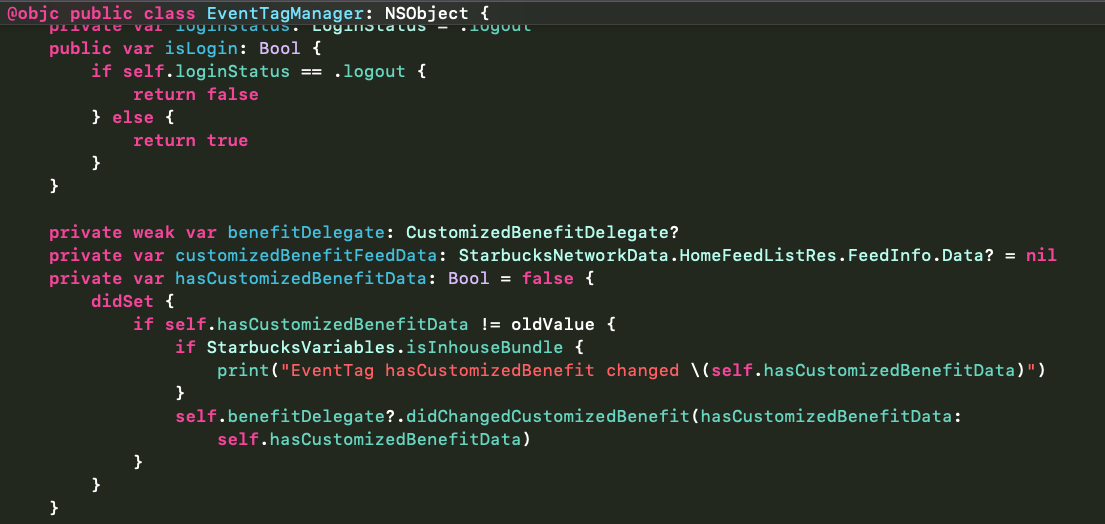 @objc public class EventTagManager: NSObject {
private var loginStatus: LoginStatus = .logout
public var isLogin: Bool {
if self.loginStatus == .logout {
return false
} else {
return true
}
}
private weak var benefitDelegate: CustomizedBenefitDelegate?
private var customizedBenefitFeedData: StarbucksNetworkData.HomeFeedListRes.FeedInfo.Data? = nil
private var hasCustomizedBenefitData: Bool = false {
didSet {
if self.hasCustomizedBenefitData != oldValue {
if StarbucksVariables.isInhouseBundle {
print("EventTag hasCustomizedBenefit changed \(self.hasCustomizedBenefitData)")
}
self.benefitDelegate?.didChangedCustomizedBenefit(hasCustomizedBenefitData:
self.hasCustomizedBenefitData)
}
}
}